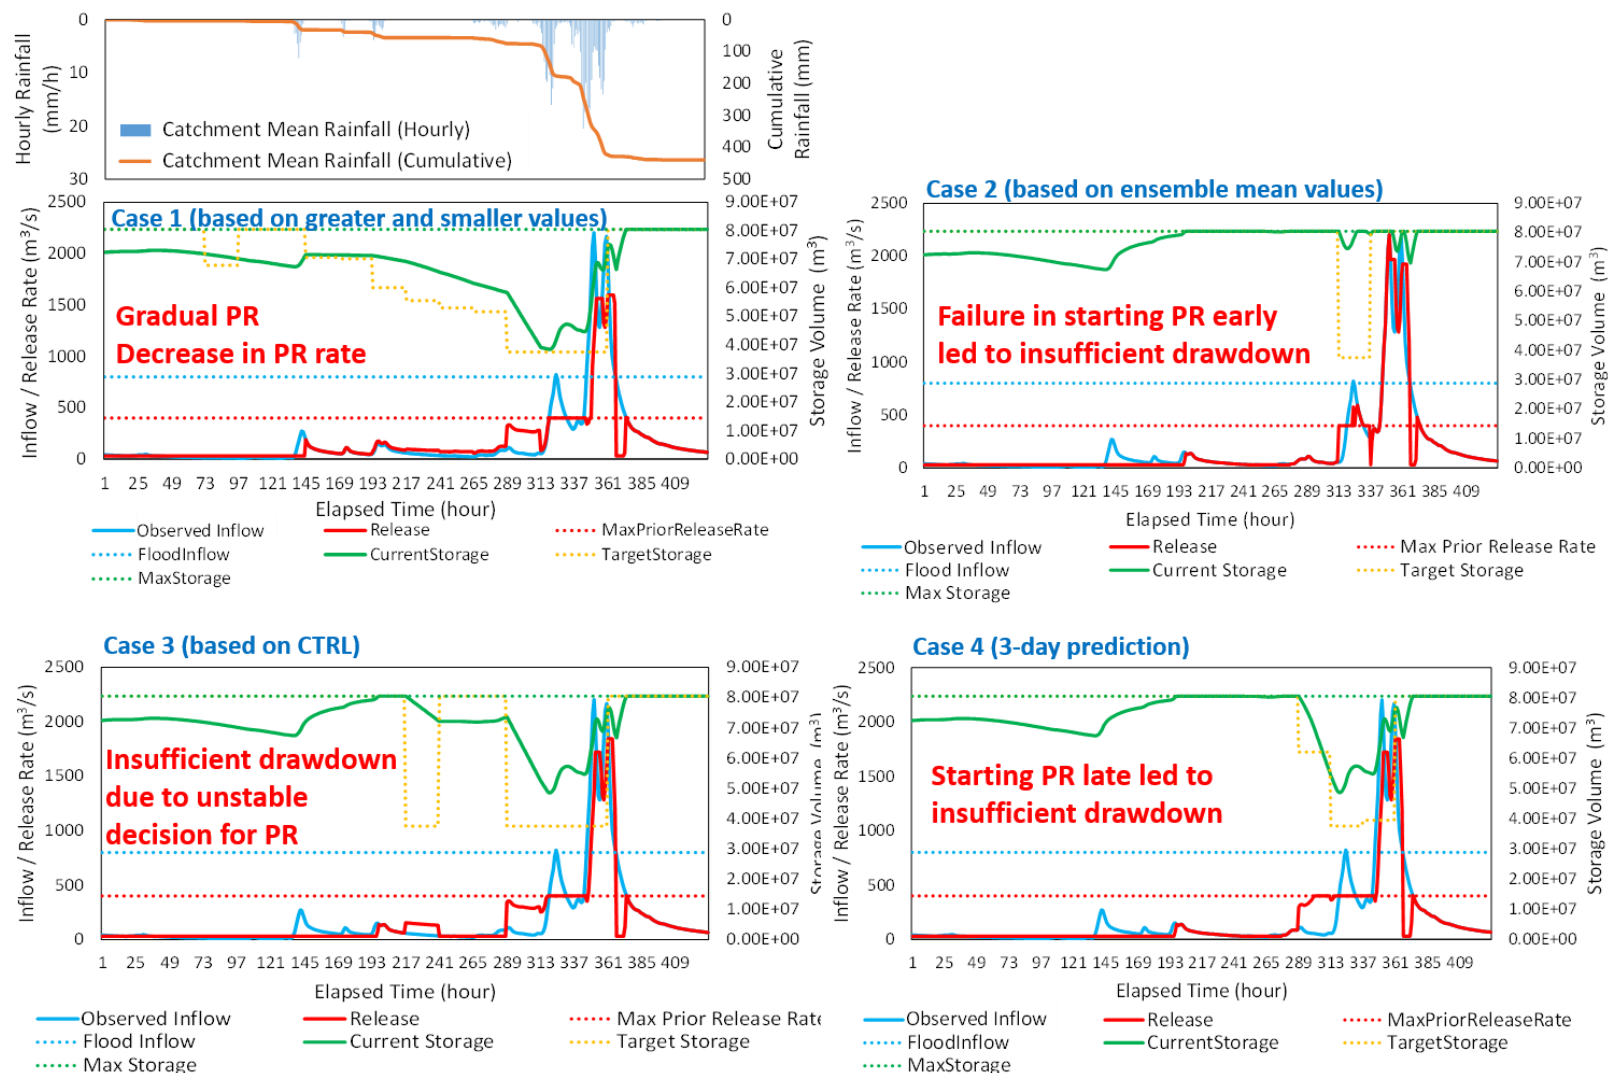 Hourly Rainfall
(mm/h)
0
10
20
30
Catchment Mean Rainfall (Hourly)
Catchment Mean Rainfall (Cumulative)
0
100
200
300
400
500
Cumulative
Rainfall (mm)
Case 1 (based on greater and smaller values)
Inflow / Release Rate (m³/s)
2500
2000
1500
1000
500
0
Gradual PR
Decrease in PR rate
9.00E+07
8.00E+07
7.00E+07
6.00E+07
5.00E+07
4.00E+07
3.00E+07
2.00E+07
1.00E+07
0.00E+00
Storage Volume (m³)
1 25 49 73 97 121 145 169 193 217 241 265 289 313 337 361 385 409
Elapsed Time (hour)
Observed Inflow Release MaxPriorReleaseRate
FloodInflow CurrentStorage TargetStorage
MaxStorage
Case 2 (based on ensemble mean values)
Inflow / Release Rate (m³/s)
2500
2000
1500
1000
500
0
Failure in starting PR early
led to insufficient drawdown
9.00E+07
8.00E+07
7.00E+07
6.00E+07
5.00E+07
4.00E+07
3.00E+07
2.00E+07
1.00E+07
0.00E+00
Storage Volume (m³)
1 25 49 73 97 121 145 169 193 217 241 265 289 313 337 361 385 409
Elapsed Time (hour)
Observed Inflow Release Max Prior Release Rate
Flood Inflow Current Storage Target Storage
Max Storage
Case 3 (based on CTRL)
Inflow / Release Rate (m³/s)
2500
2000
1500
1000
500
0
Insufficient drawdown
due to unstable
decision for PR
9.00E+07
8.00E+07
7.00E+07
6.00E+07
5.00E+07
4.00E+07
3.00E+07
2.00E+07
1.00E+07
0.00E+00
Storage Volume (m³)
1 25 49 73 97 121 145 169 193 217 241 265 289 313 337 361 385 409
Elapsed Time (hour)
Observed Inflow Release Max Prior Release Rate
Flood Inflow Current Storage Target Storage
Max Storage
Case 4 (3-day prediction)
Inflow / Release Rate (m³/s)
2500
2000
1500
1000
500
0
Starting PR late led to
insufficient drawdown
9.00E+07
8.00E+07
7.00E+07
6.00E+07
5.00E+07
4.00E+07
3.00E+07
2.00E+07
1.00E+07
0.00E+00
Storage Volume (m³)
1 25 49 73 97 121 145 169 193 217 241 265 289 313 337 361 385 409
Elapsed Time (hour)
Observed Inflow Release MaxPriorReleaseRate
FloodInflow CurrentStorage TargetStorage
MaxStorage